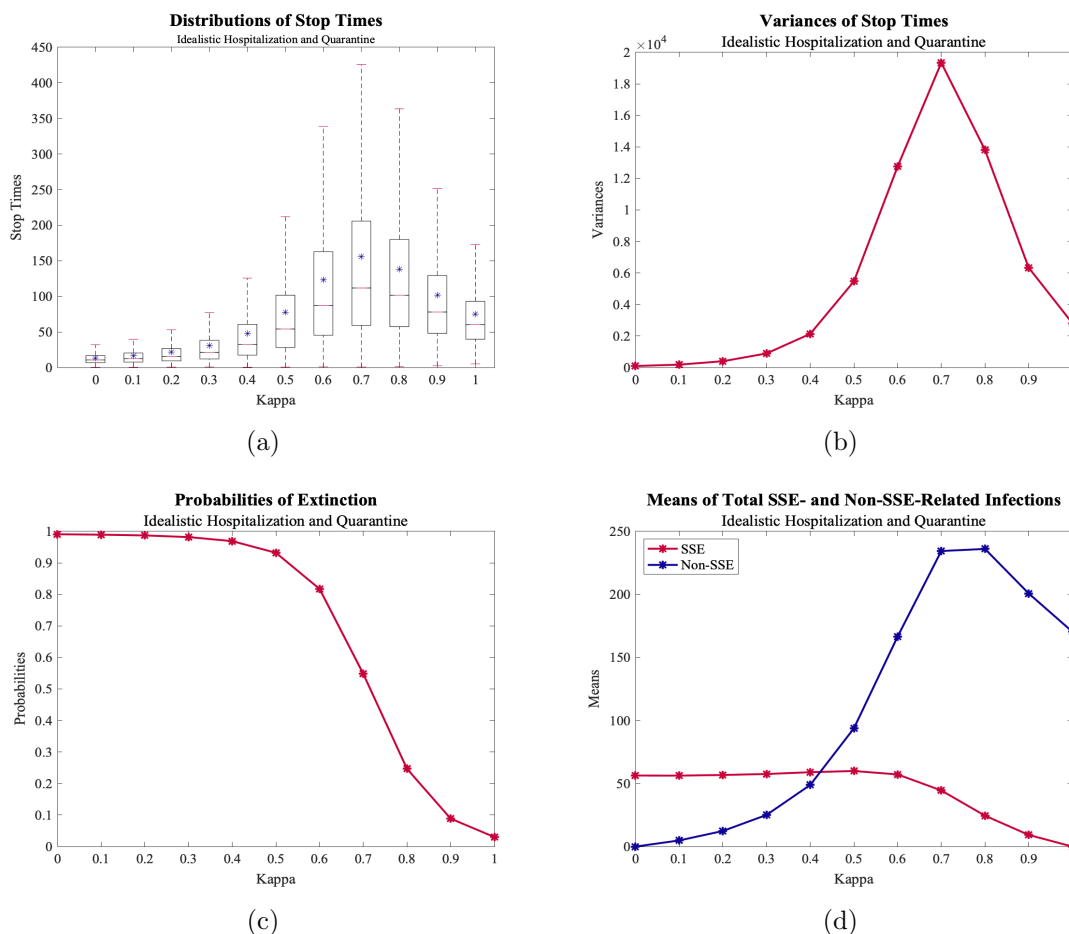 Distributions of Stop Times
Idealistic Hospitalization and Quarantine
450
400
350
300
250
200
150
100
50
0
Stop Times
0 0.1 0.2 0.3 0.4 0.5 0.6 0.7 0.8 0.9 1
Kappa
(a)
Variances of Stop Times
Idealistic Hospitalization and Quarantine
×10⁴
2
1.8
1.6
1.4
1.2
1
0.8
0.6
0.4
0.2
0
Variances
0 0.1 0.2 0.3 0.4 0.5 0.6 0.7 0.8 0.9
Kappa
(b)
Probabilities of Extinction
Idealistic Hospitalization and Quarantine
1
0.9
0.8
0.7
0.6
0.5
0.4
0.3
0.2
0.1
0
Probabilities
0 0.1 0.2 0.3 0.4 0.5 0.6 0.7 0.8 0.9 1
Kappa
(c)
Means of Total SSE- and Non-SSE-Related Infections
Idealistic Hospitalization and Quarantine
SSE
Non-SSE
250
200
150
100
50
0
Means
0 0.1 0.2 0.3 0.4 0.5 0.6 0.7 0.8 0.9
Kappa
(d)